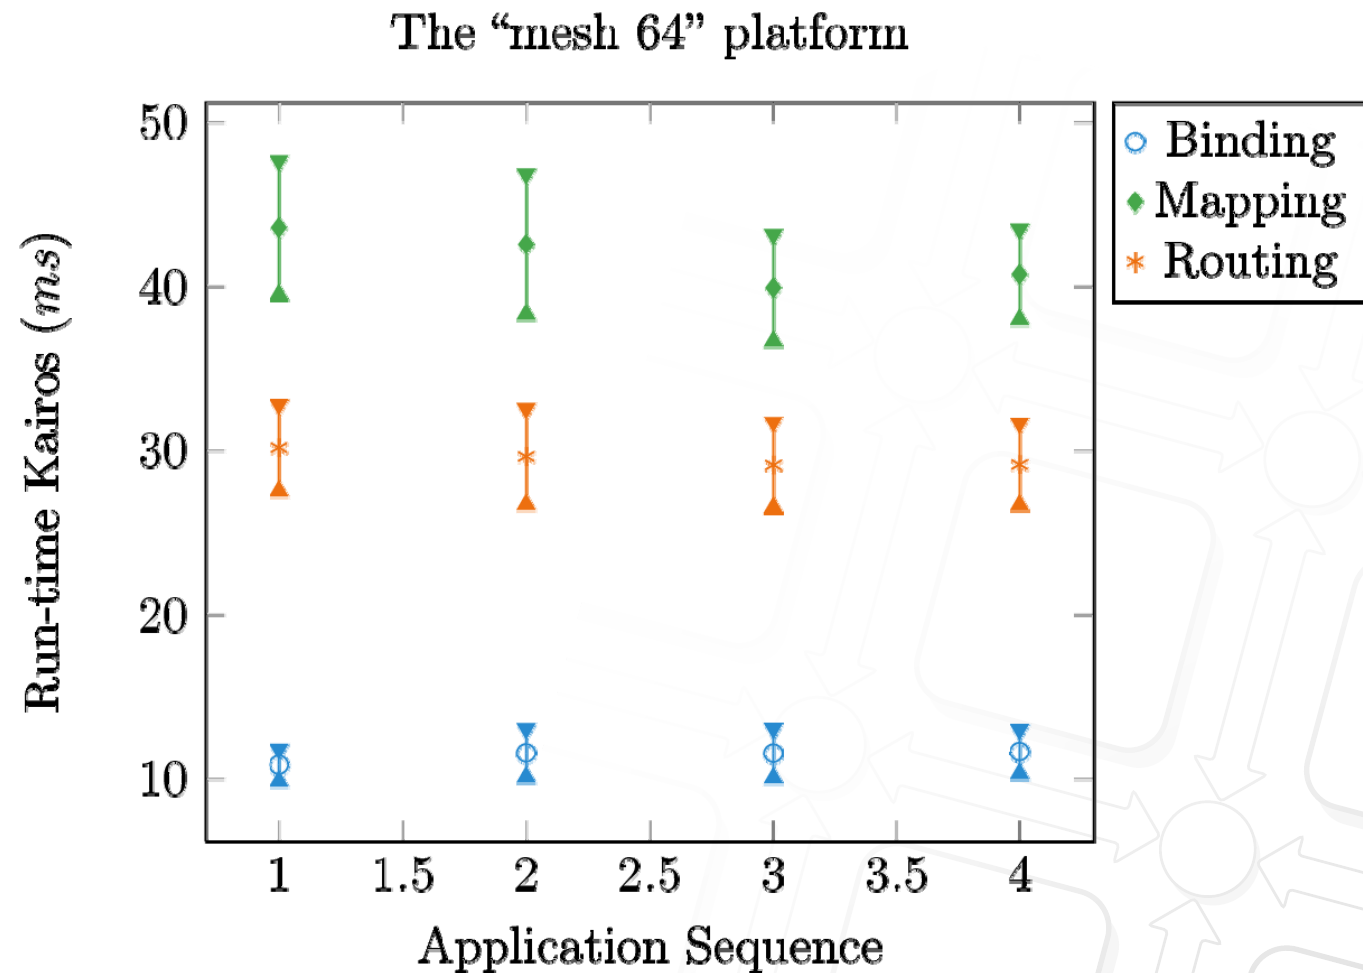 The “mesh 64” platform
50
40
30
20
10
Run-time Kairos (ms)
1 1.5 2 2.5 3 3.5 4
Application Sequence
Binding
Mapping
Routing